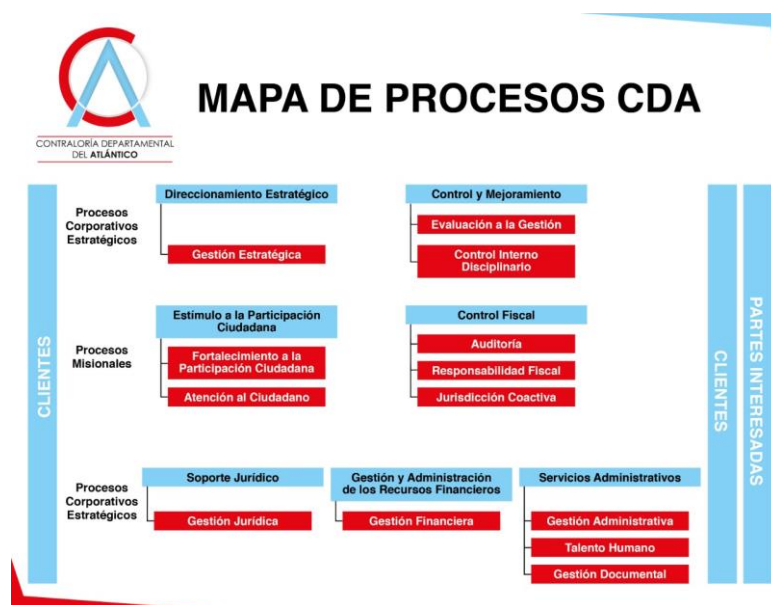 CONTRALORÍA DEPARTAMENTAL
DEL ATLÁNTICO
MAPA DE PROCESOS CDA
CLIENTES
Procesos
Corporativos
Estratégicos
Direccionamiento Estratégico
Gestión Estratégica
Control y Mejoramiento
Evaluación a la Gestión
Control Interno
Disciplinario
Procesos
Misionales
Estímulo a la Participación
Ciudadana
Fortalecimiento a la
Participación Ciudadana
Atención al Ciudadano
Control Fiscal
Auditoría
Responsabilidad Fiscal
Jurisdicción Coactiva
Procesos
Corporativos
Estratégicos
Soporte Jurídico
Gestión Jurídica
Gestión y Administración
de los Recursos Financieros
Gestión Financiera
Servicios Administrativos
Gestión Administrativa
Talento Humano
Gestión Documental
CLIENTES
PARTES INTERESADAS